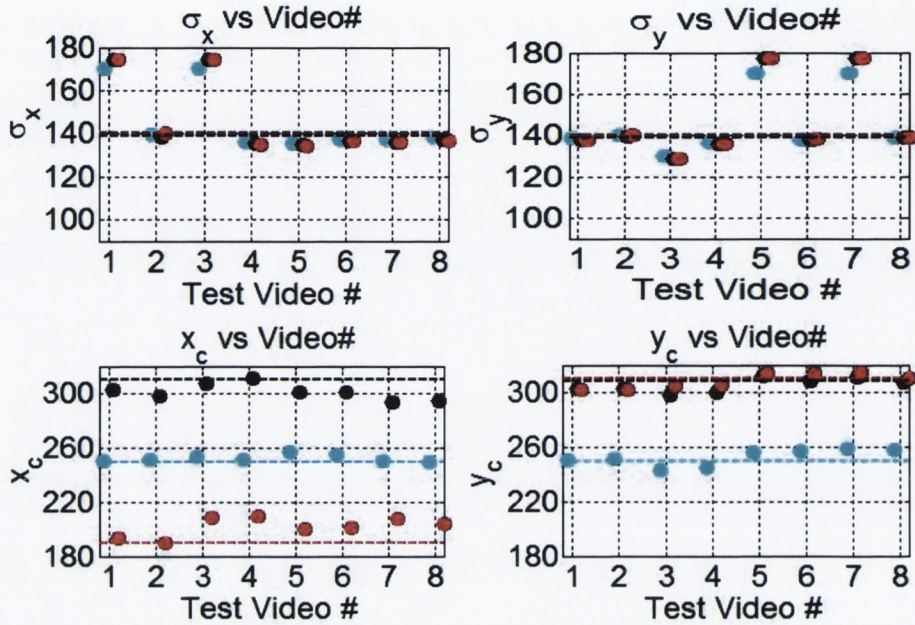 σx vs Video#
180
160
140
120
100
σx
1 2 3 4 5 6 7 8
Test Video #
σy vs Video#
180
160
140
120
100
σy
1 2 3 4 5 6 7 8
Test Video #
xc vs Video#
300
260
220
180
xc
1 2 3 4 5 6 7 8
Test Video #
yc vs Video#
300
260
220
180
yc
1 2 3 4 5 6 7 8
Test Video #